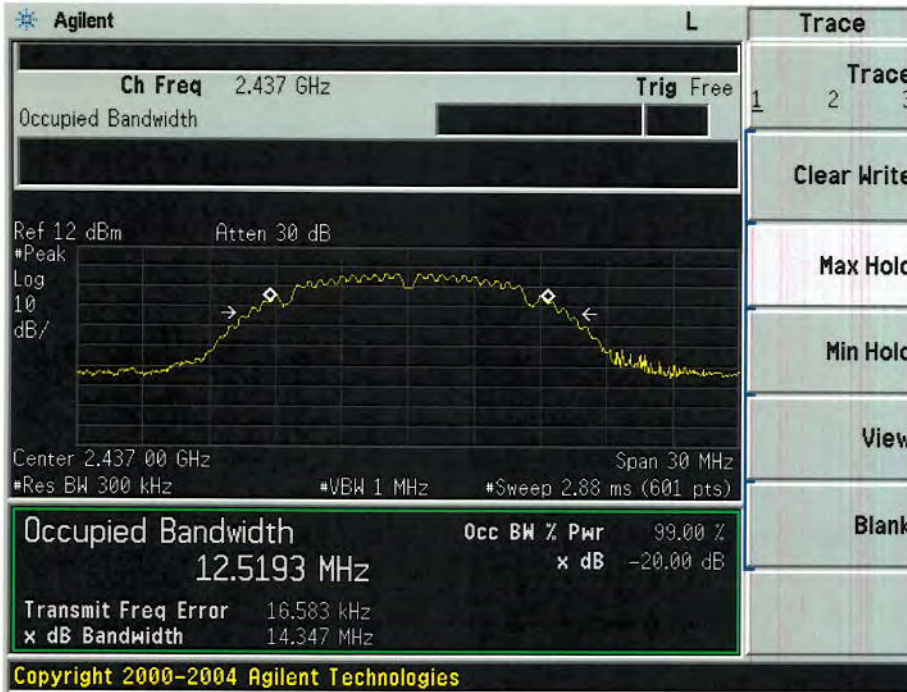 Agilent L Trace
Ch Freq 2.437 GHz Trig Free
Trace
1 2 3
Occupied Bandwidth
Clear Write
Ref 12 dBm Atten 30 dB
#Peak
Log
10
dB/
Max Hold
Min Hold
View
Center 2.437 00 GHz Span 30 MHz
#Res BW 300 kHz #VBW 1 MHz #Sweep 2.88 ms (601 pts)
Occupied Bandwidth Occ BW % Pwr 99.00 %
12.5193 MHz x dB -20.00 dB
Blank
Transmit Freq Error 16.583 kHz
x dB Bandwidth 14.347 MHz
Copyright 2000-2004 Agilent Technologies